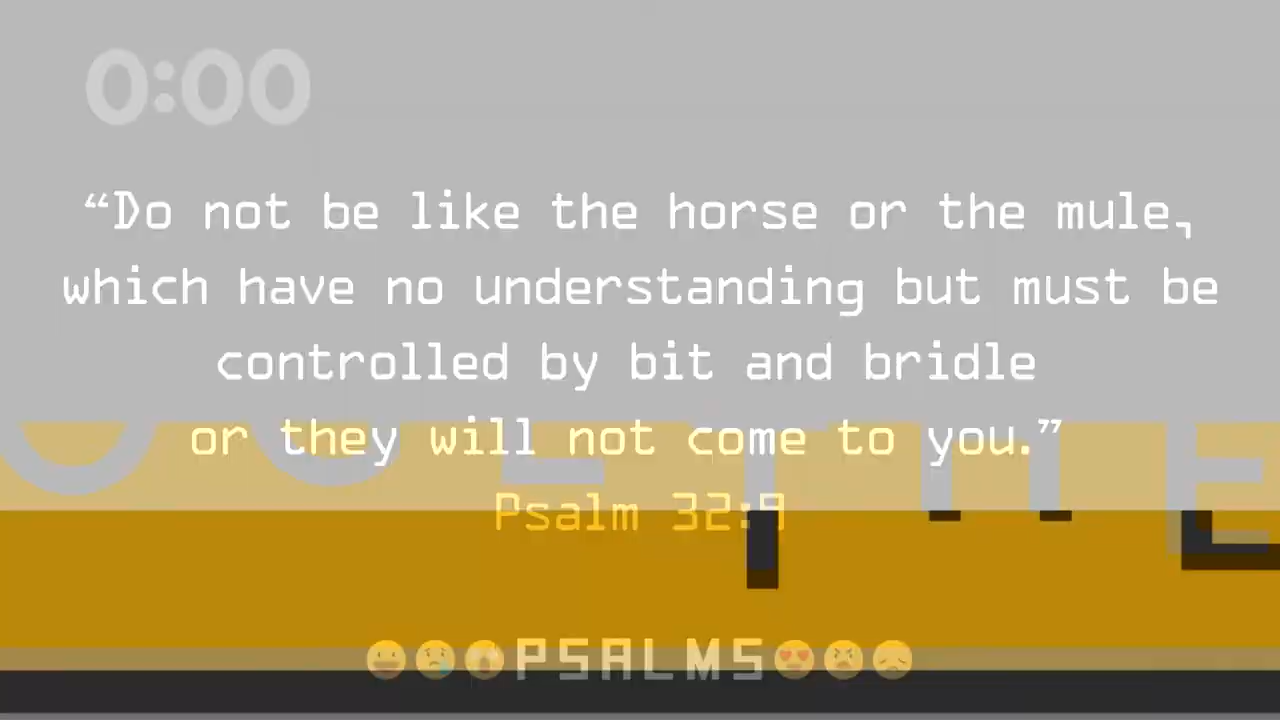 0:00
“Do not be like the horse or the mule,
which have no understanding but must be
controlled by bit and bridle
or they will not come to you.”
Psalm 32:9
😀😢😱PSALMS😍😣😞